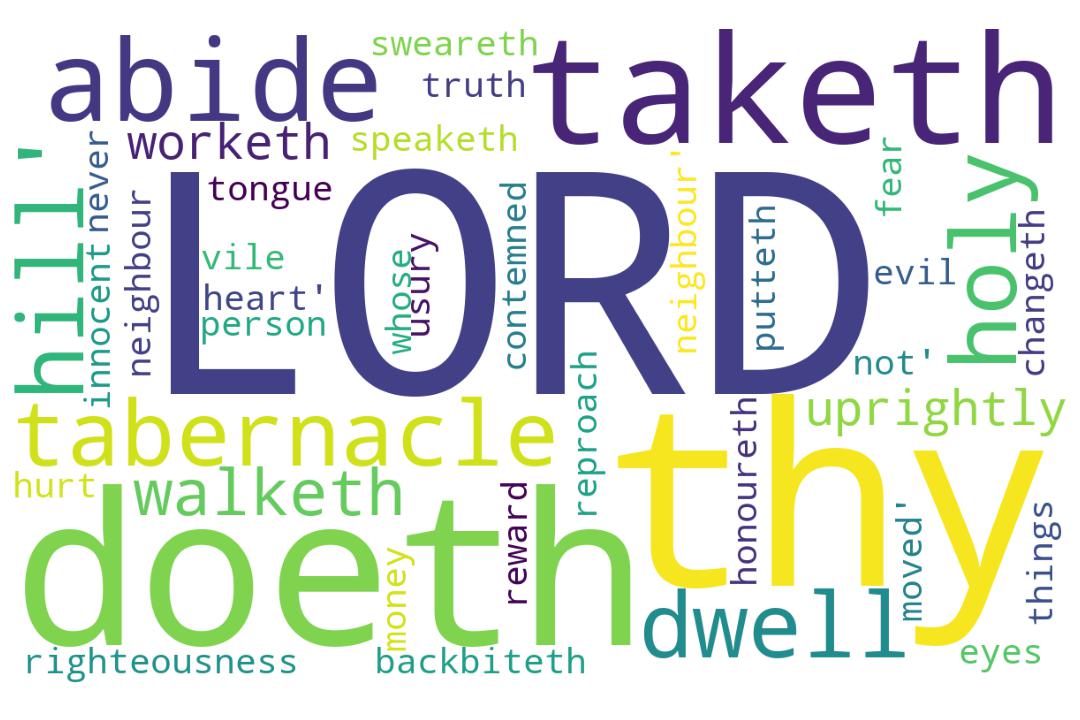 abide
sweareth
truth
taketh
worketh
speaketh
hill'
never
innocent
neighbour
tongue
LORD
vile
heart'
person
whose
usury
contemned
neighbour'
putteth
fear
evil
holy
changeth
not'
tabernacle
reproach
thy
honoureth
uprightly
hurt
walketh
doeth
money
reward
dwell
moved'
things
righteousness
backbiteth
eyes